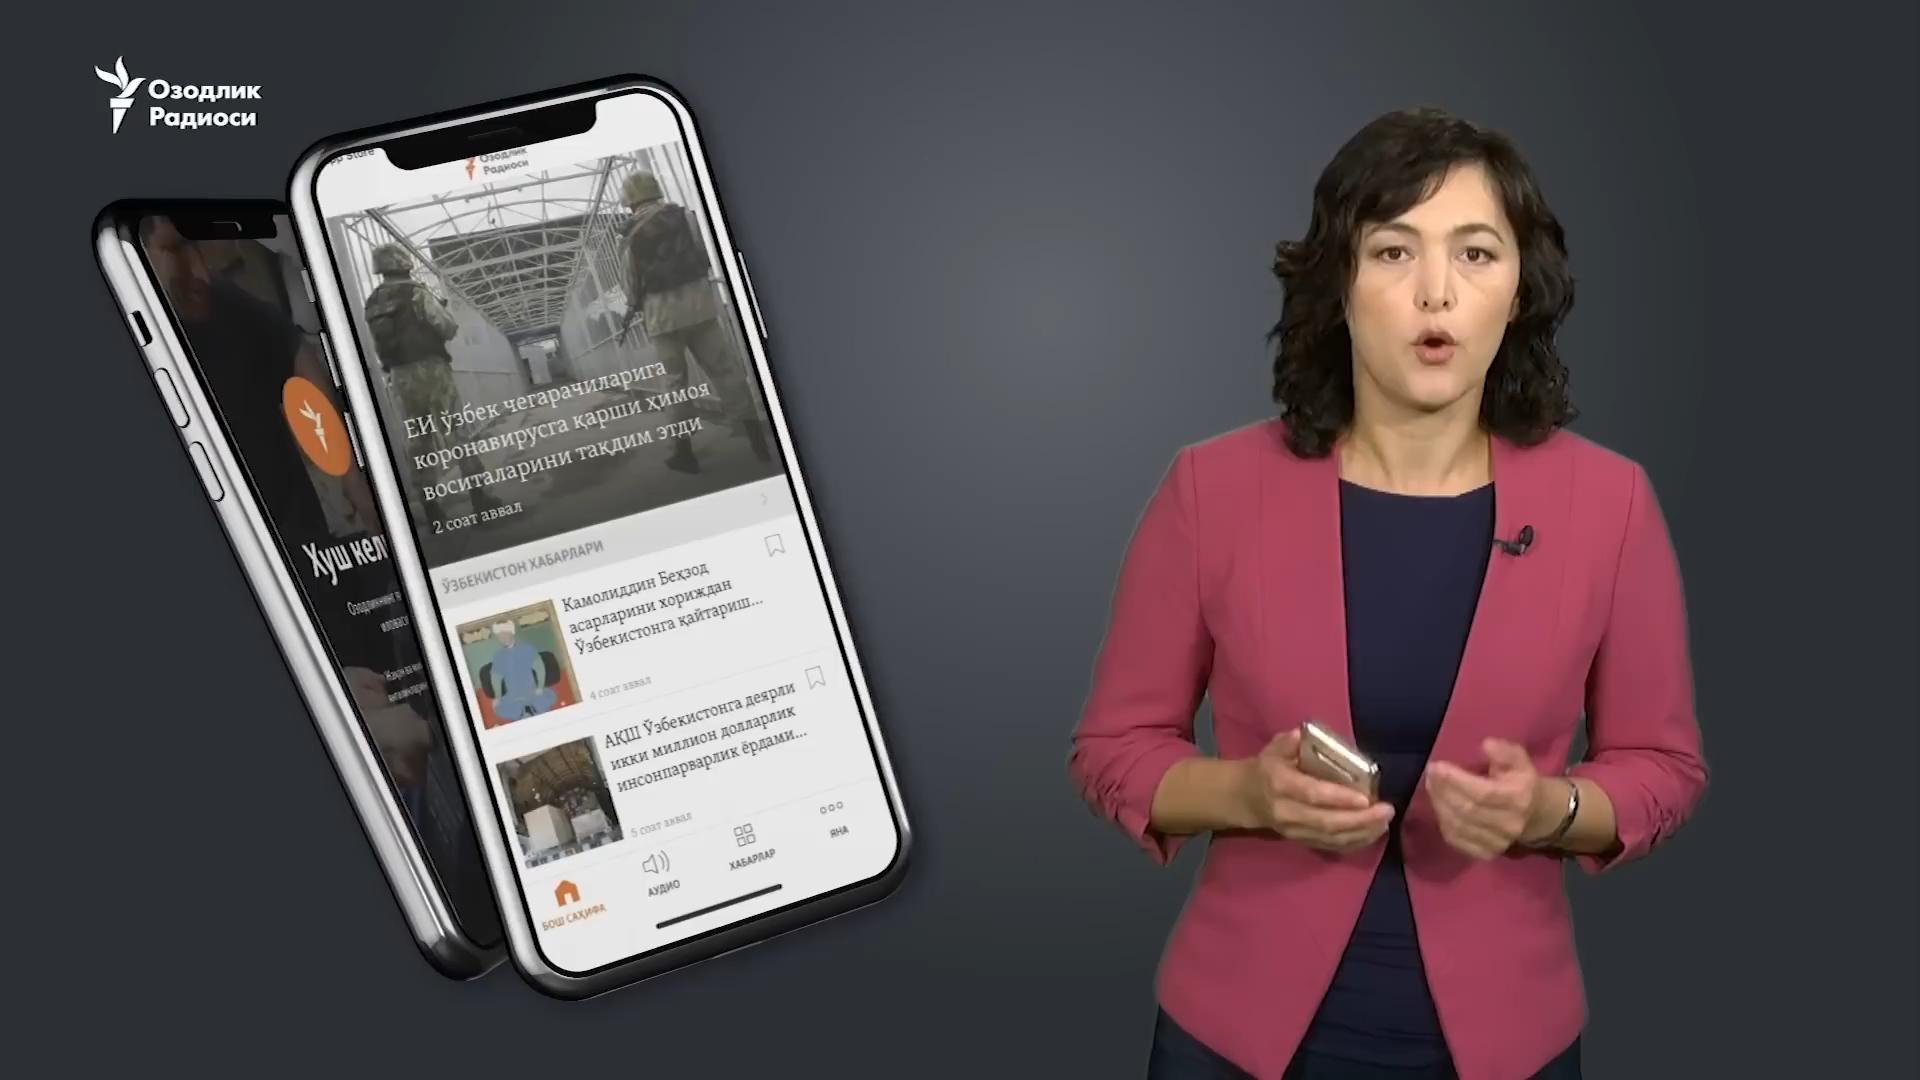 Озодлик
Радиоси
App Store
Озодлик
Радиоси
ЕИ ўзбек чегарачиларига
коронавирусга қарши ҳимоя
воситаларини тақдим этди
2 соат аввал
ЎЗБЕКИСТОН ХАБАРЛАРИ
Камолиддин Беҳзод
асарларини хориждан
Ўзбекистонга қайтариш...
4 соат аввал
АҚШ Ўзбекистонга деярли
икки миллион долларлик
инсонпарварлик ёрдами...
5 соат аввал
БОШ САҲИФА
АУДИО
ХАБАРЛАР
ЯНА
Хуш кел